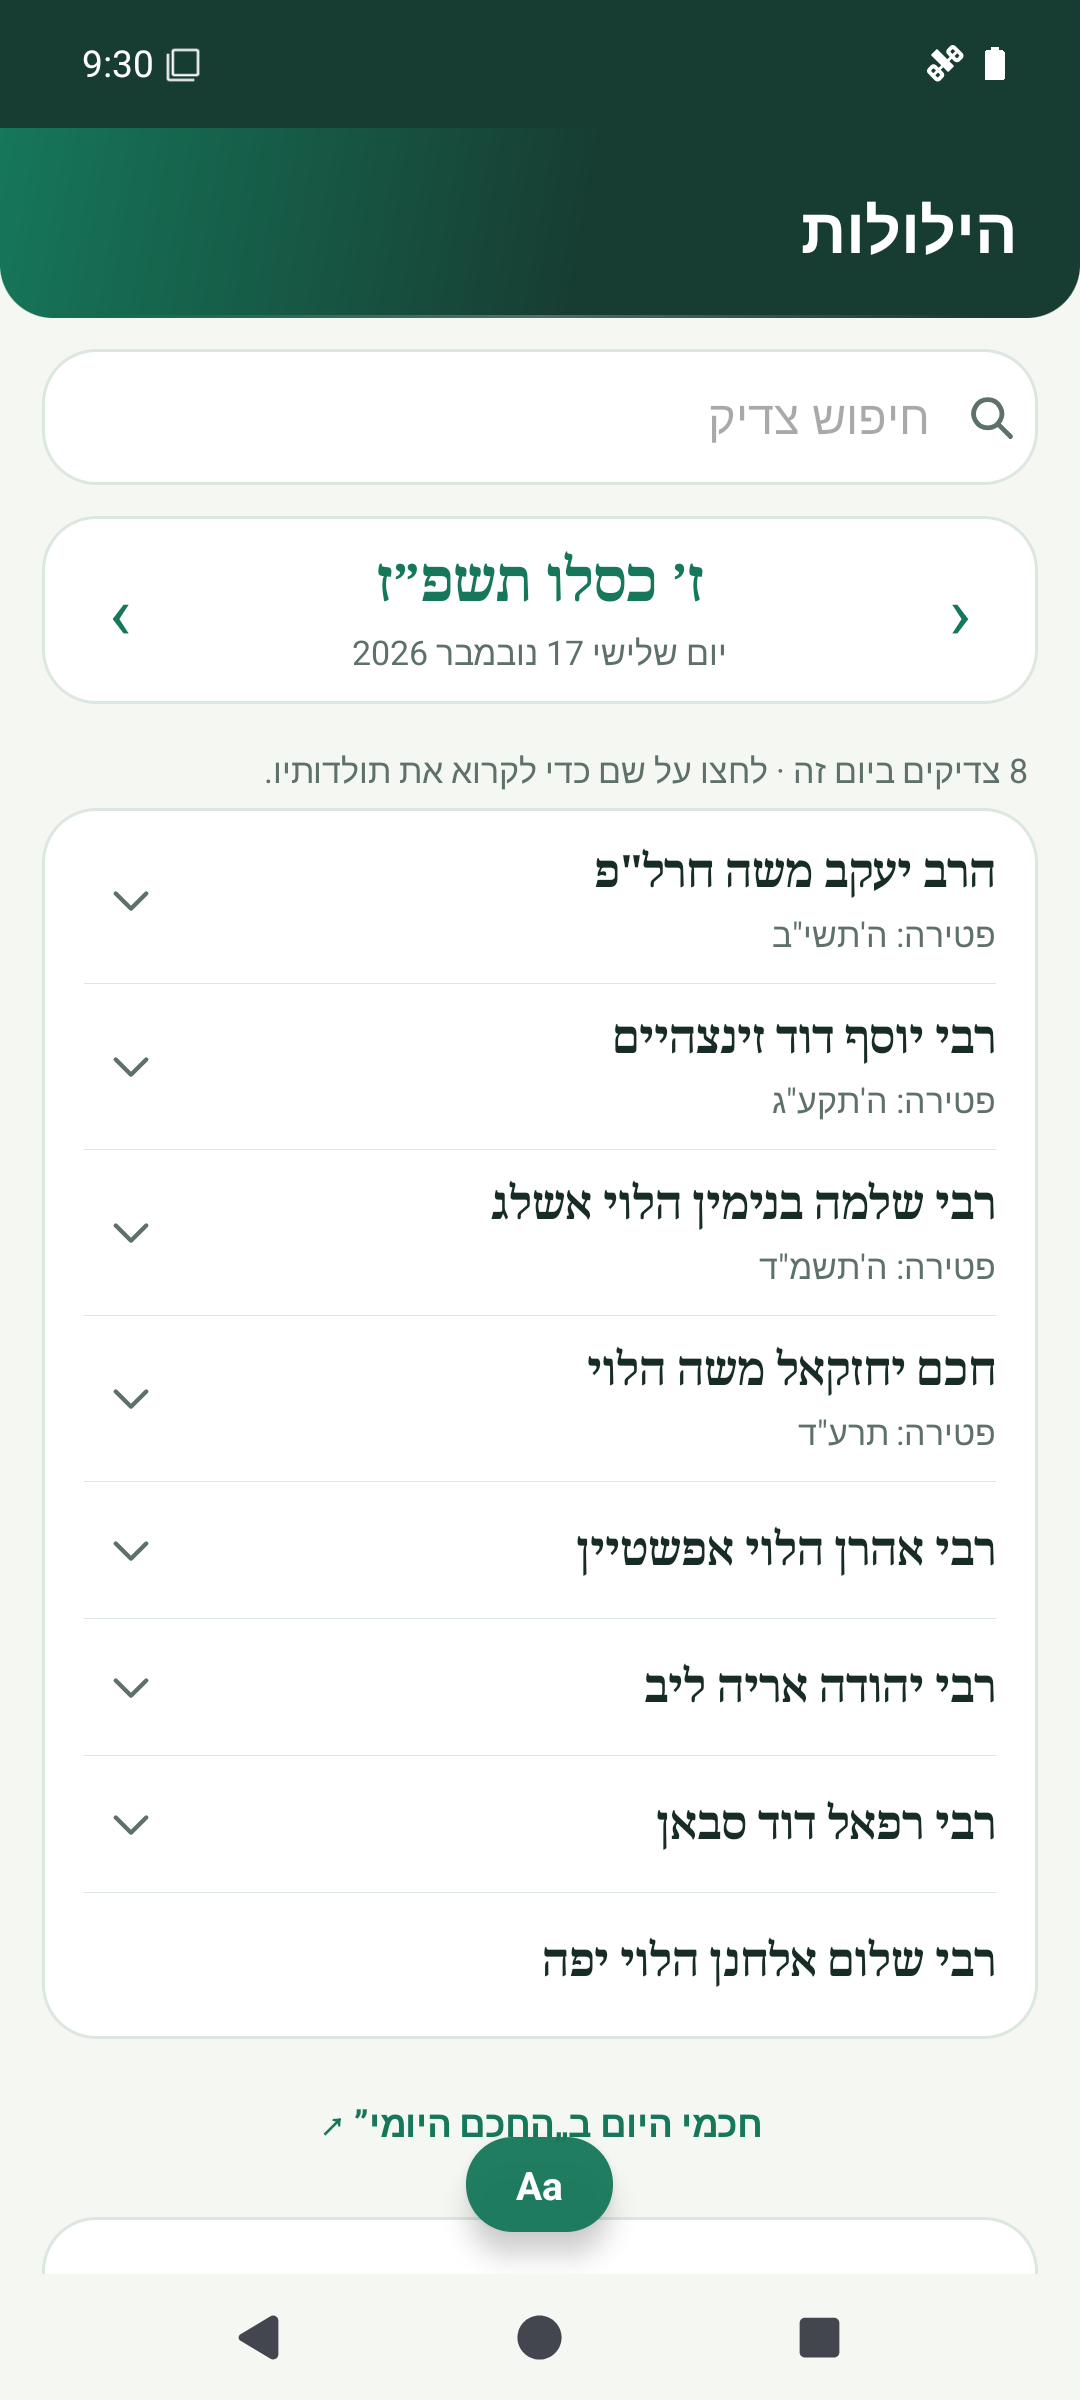 9:30
הילולות
חיפוש צדיק
ז׳ כסלו תשפ״ז
יום שלישי 17 נובמבר 2026
8 צדיקים ביום זה · לחצו על שם כדי לקרוא את תולדותיו.
הרב יעקב משה חרל"פ
פטירה: ה'תשי"ב
רבי יוסף דוד זינצהיים
פטירה: ה'תקע"ג
רבי שלמה בנימין הלוי אשלג
פטירה: ה'תשמ"ד
חכם יחזקאל משה הלוי
פטירה: תרע"ד
רבי אהרן הלוי אפשטיין
רבי יהודה אריה ליב
רבי רפאל דוד סבאן
רבי שלום אלחנן הלוי יפה
חכמי היום ב„החכם היומי” ↗
Aa